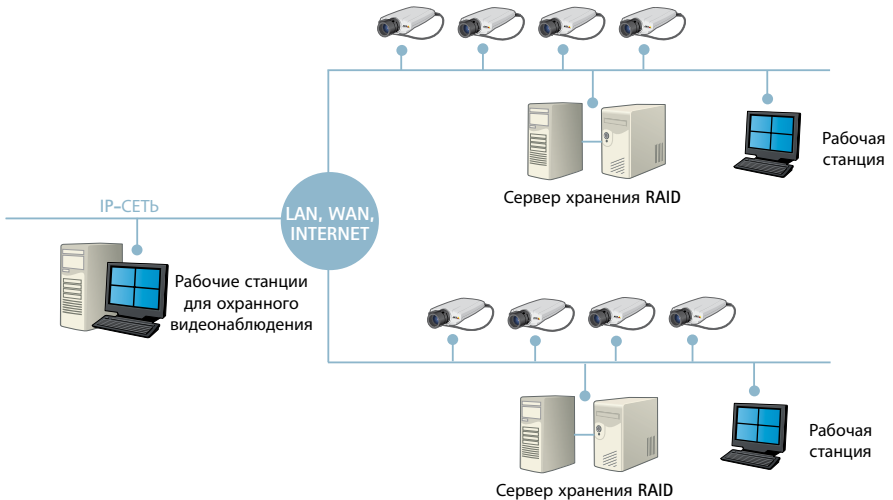 Рабочая
станция
Сервер хранения RAID
IP-СЕТЬ
LAN, WAN,
INTERNET
Рабочие станции
для охранного
видеонаблюдения
Рабочая
станция
Сервер хранения RAID